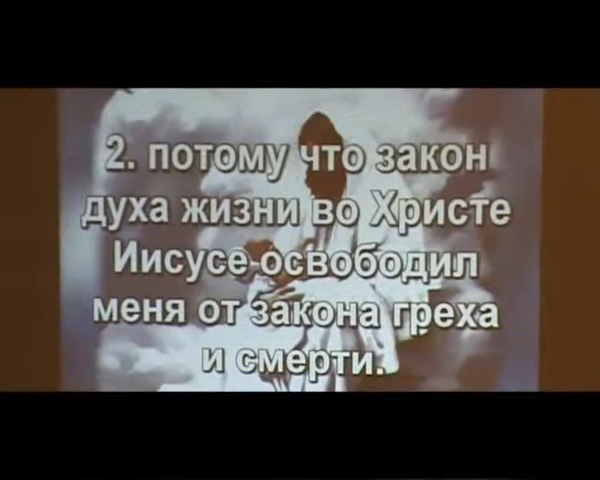 2. потому что закон
духа жизни во Христе
Иисусе освободил
меня от закона греха
и смерти.